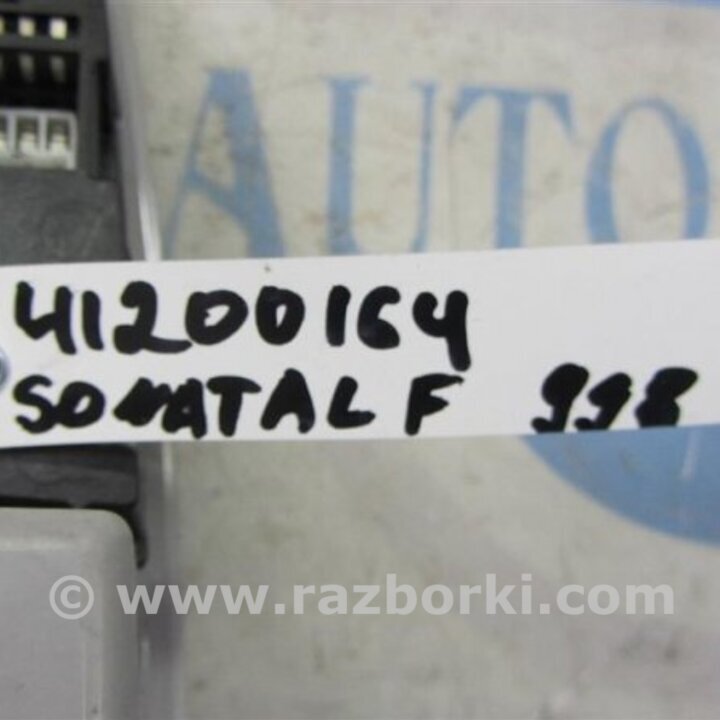 AUTO
41200164
SONATA LF 998
© www.razborki.com